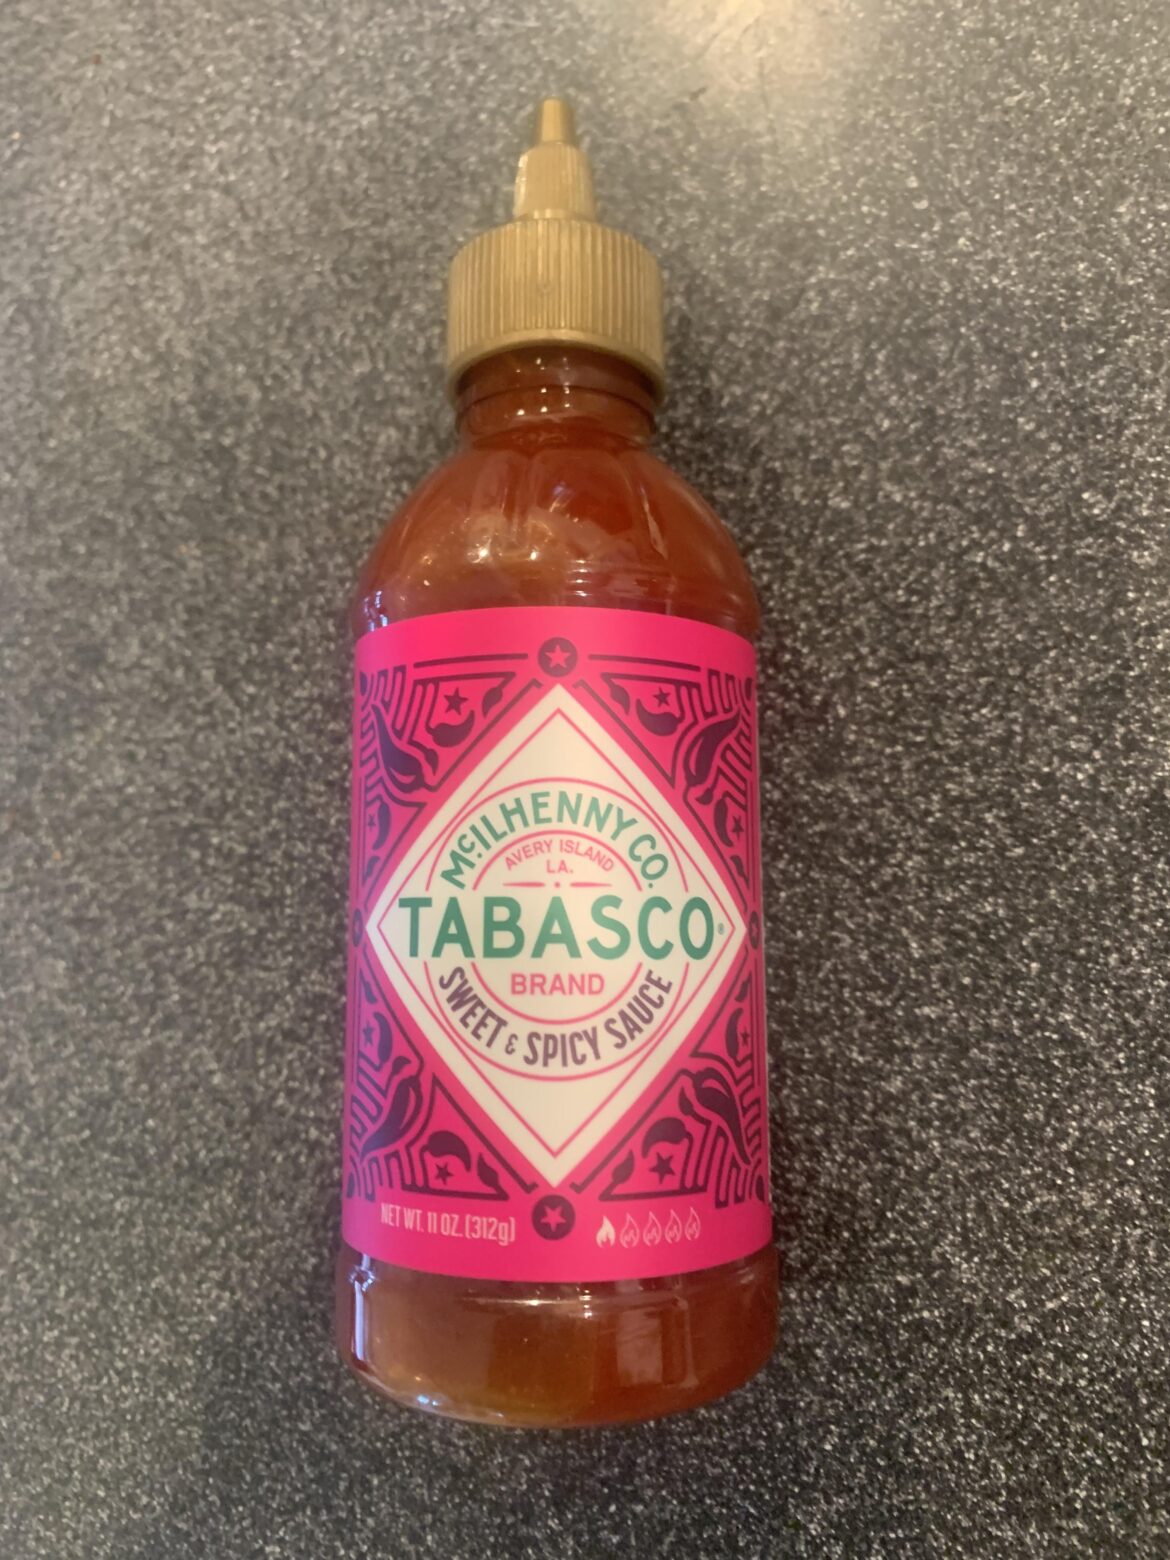 McILHENNY CO.
AVERY ISLAND
LA.
TABASCO®
BRAND
SWEET & SPICY SAUCE
NET WT. 11 OZ. (312g)